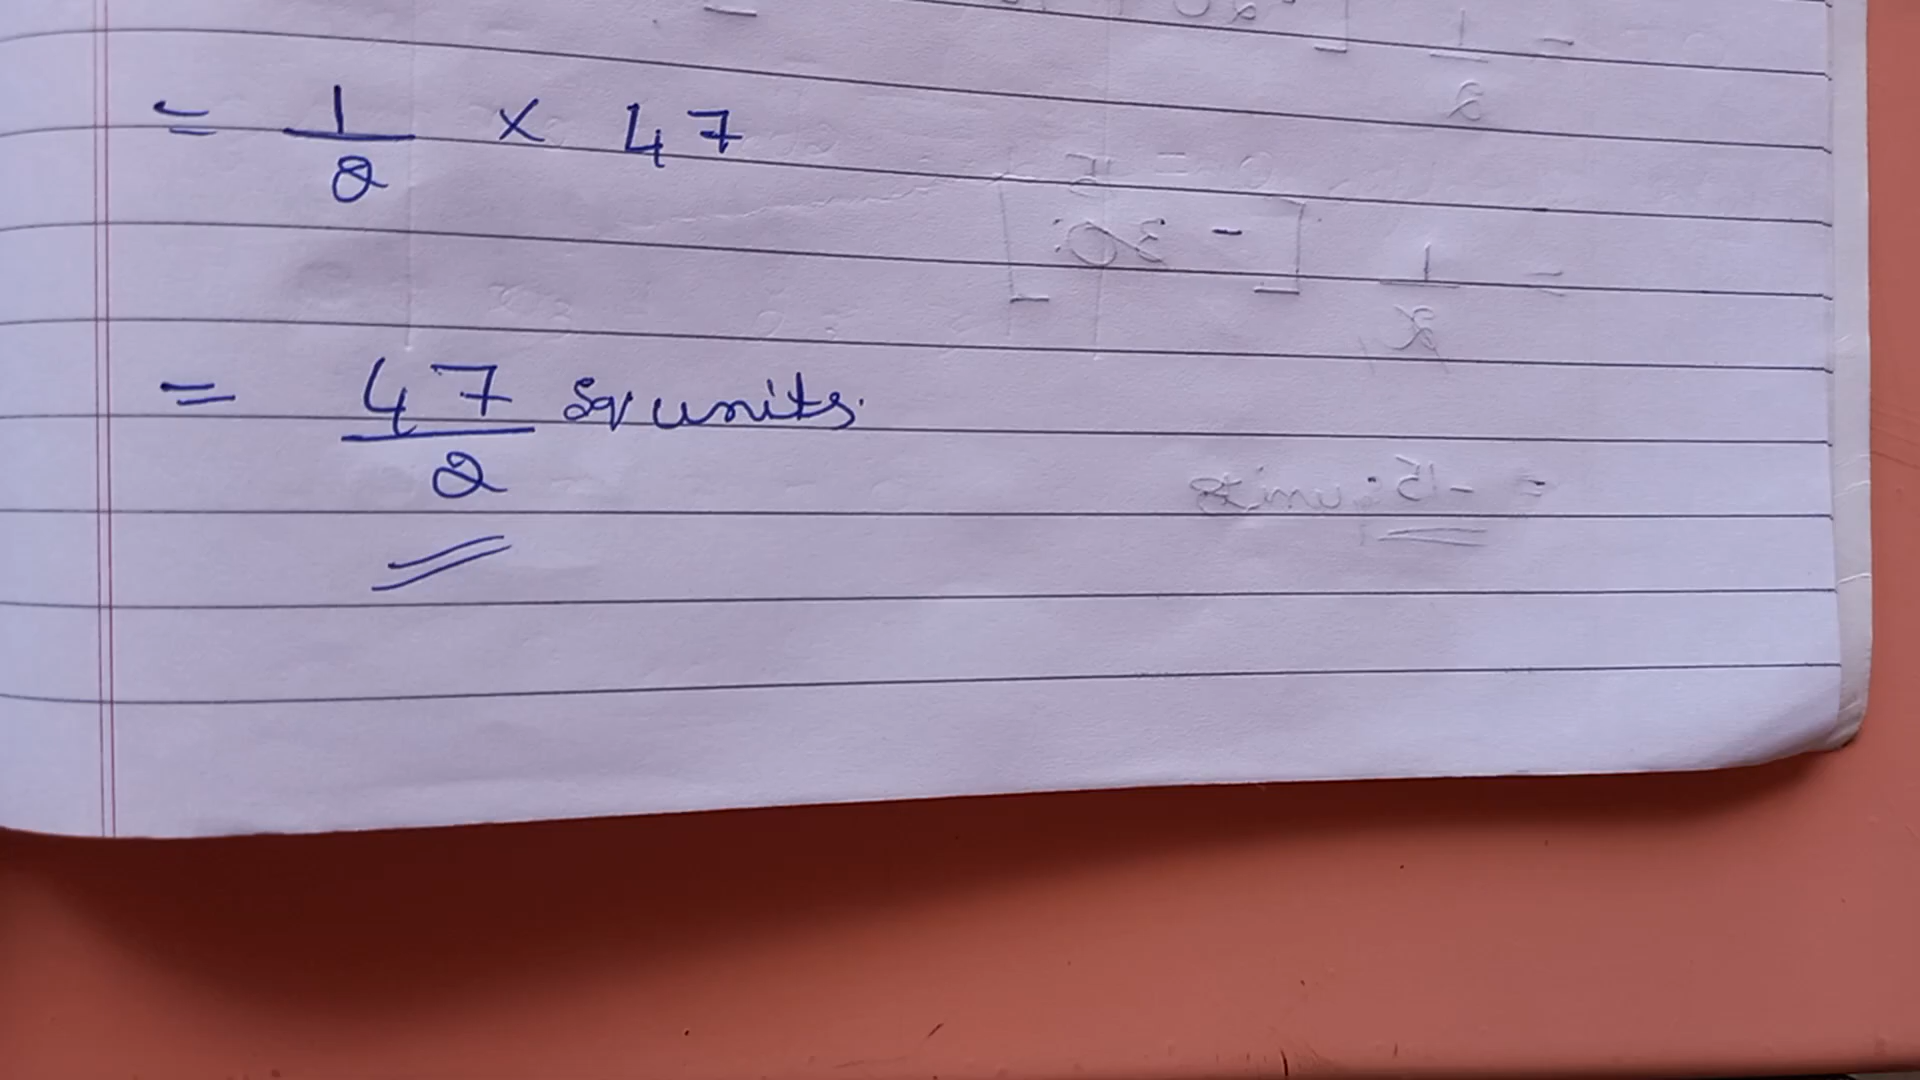 = 1/2 × 47
= 47/2 sq units.